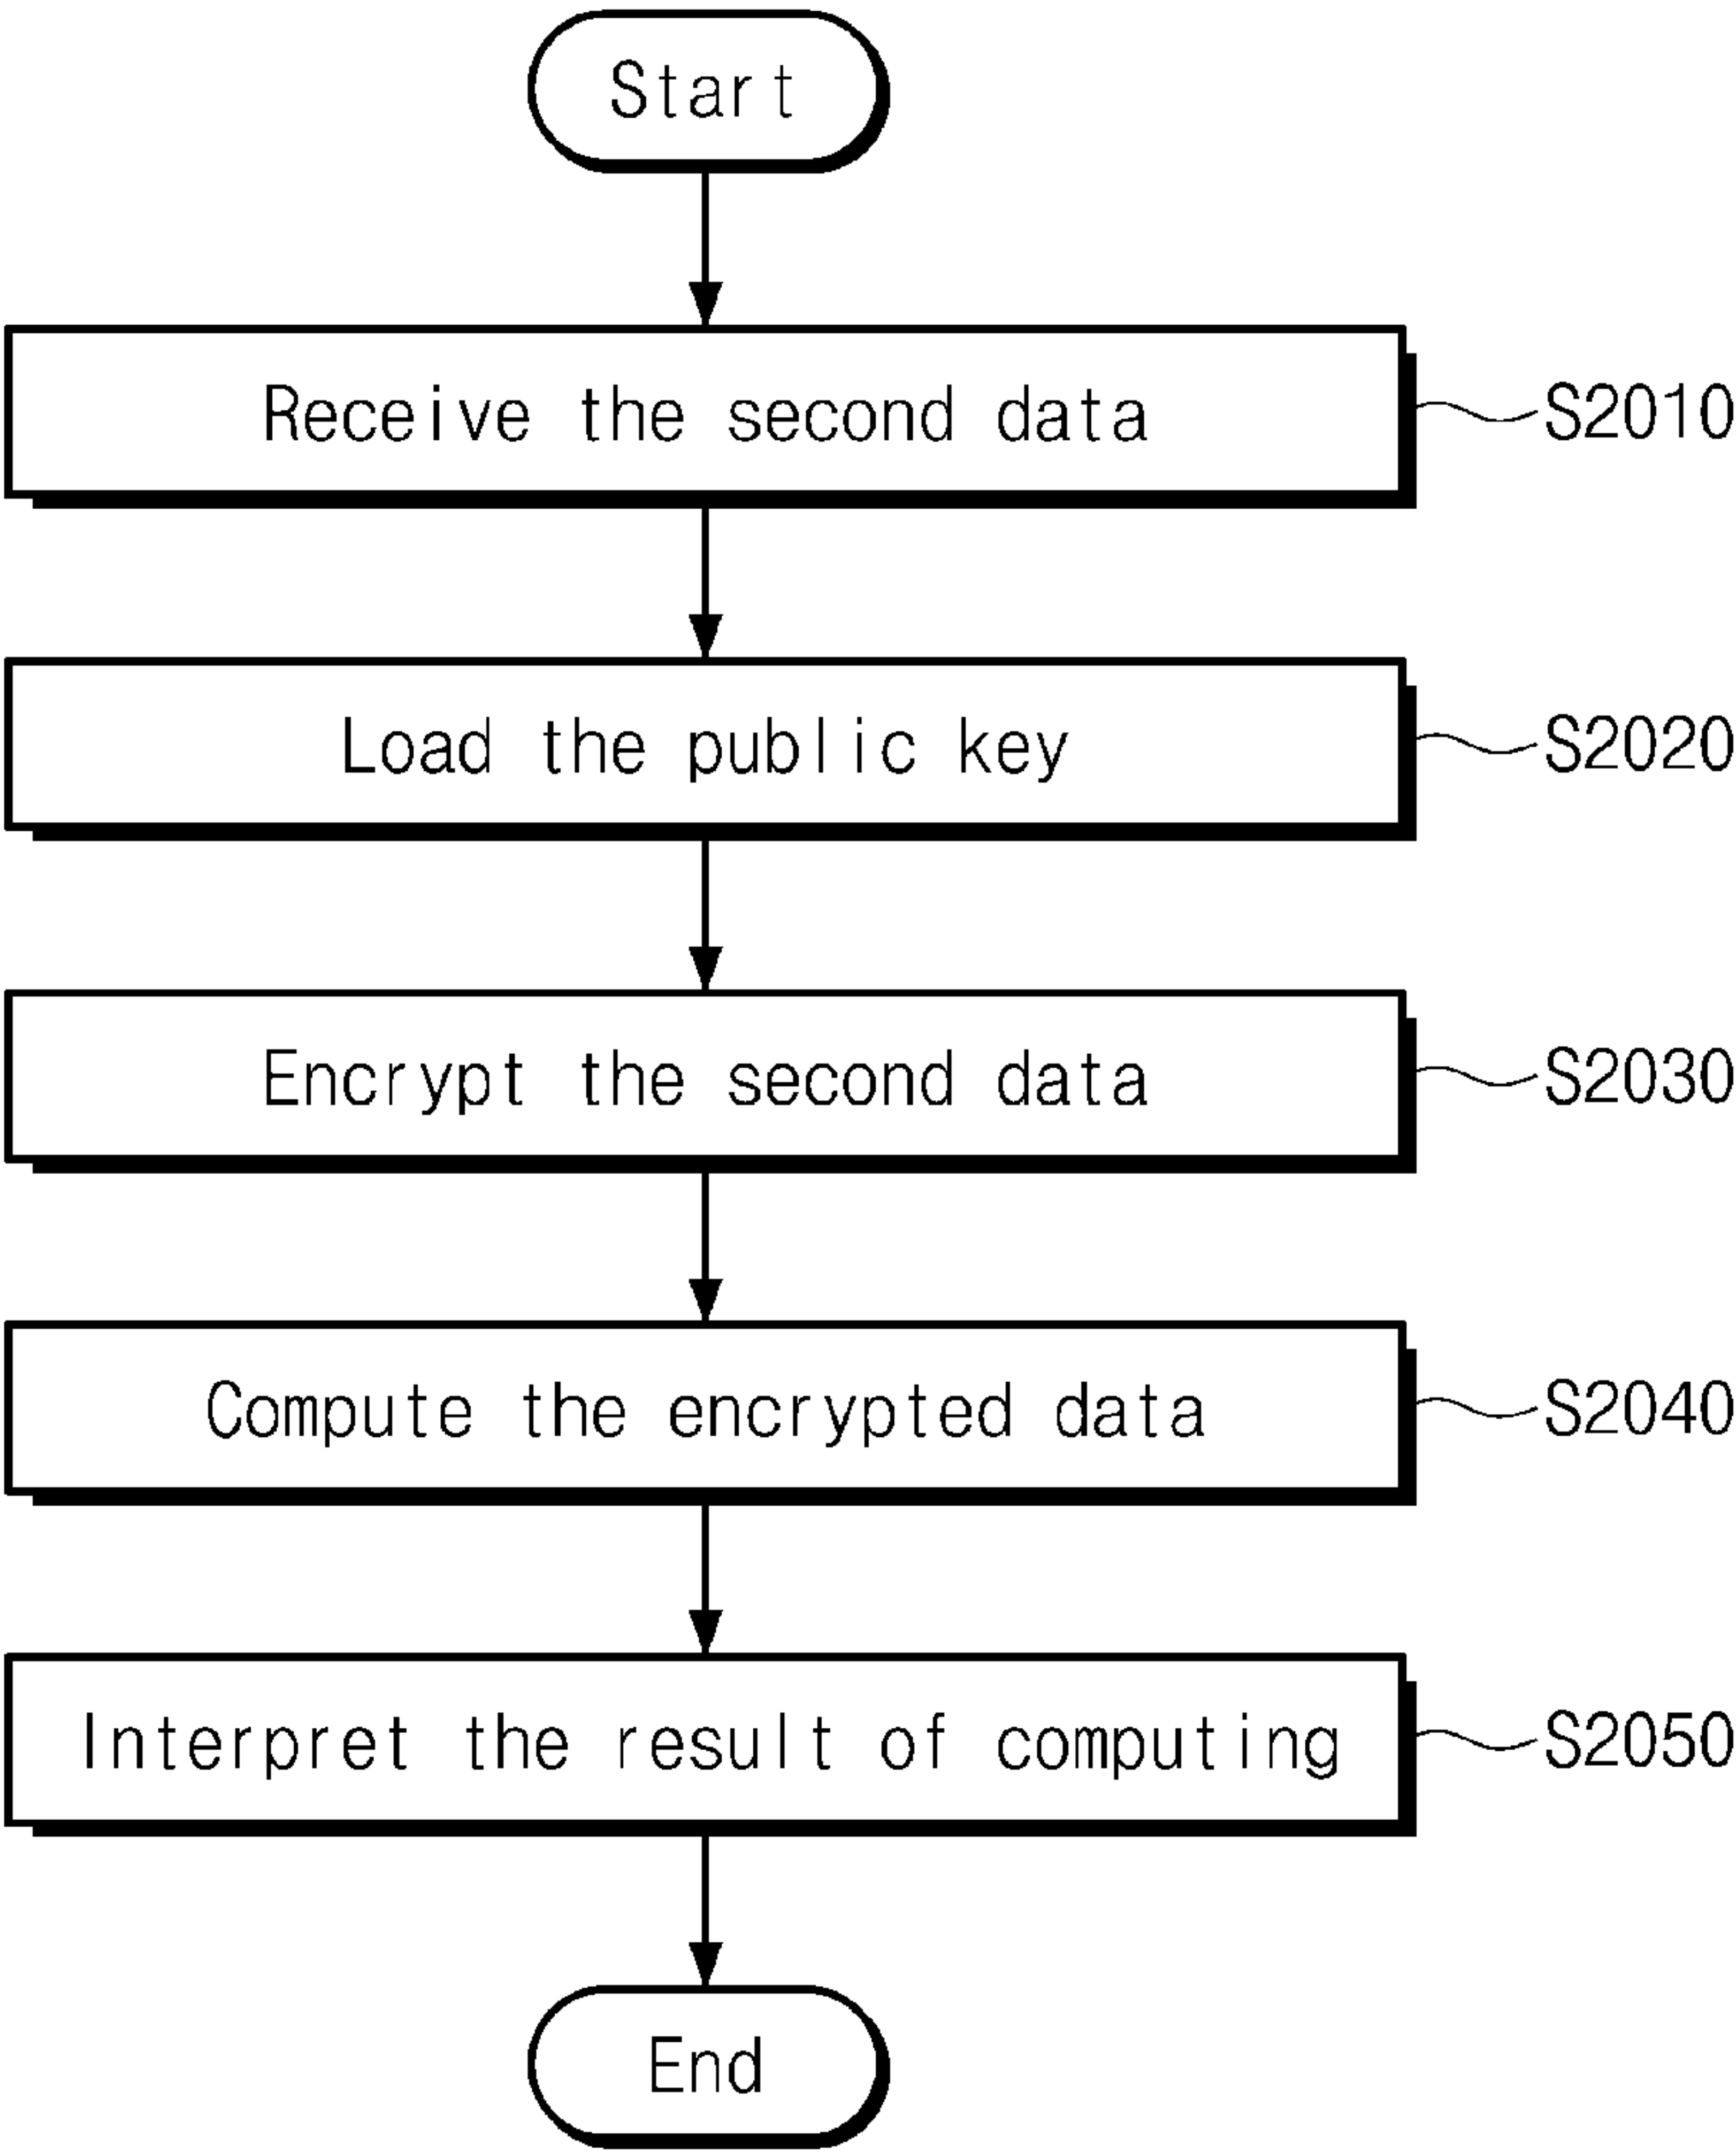 Start
Receive the second data
S2010
Load the public key
S2020
Encrypt the second data
S2030
Compute the encrypted data
S2040
Interpret the result of computing
S2050
End